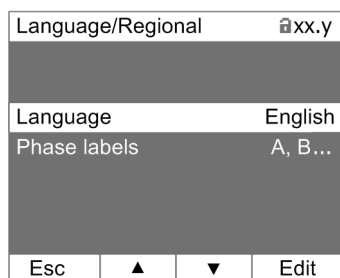 Language/Regional xx.y
Language English
Phase labels A, B...
Esc ▲ ▼ Edit